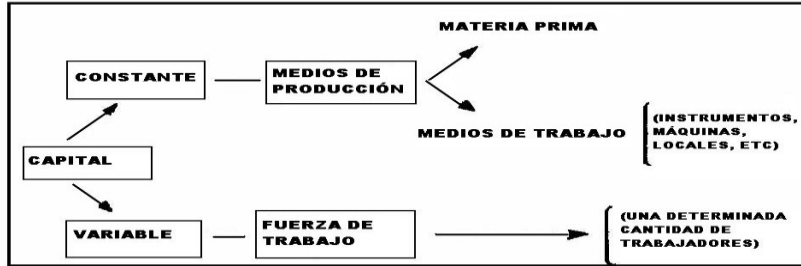 MATERIA PRIMA
CONSTANTE
MEDIOS DE
PRODUCCIÓN
MEDIOS DE TRABAJO
(INSTRUMENTOS,
MÁQUINAS,
LOCALES, ETC)
CAPITAL
VARIABLE
FUERZA DE
TRABAJO
(UNA DETERMINADA
CANTIDAD DE
TRABAJADORES)